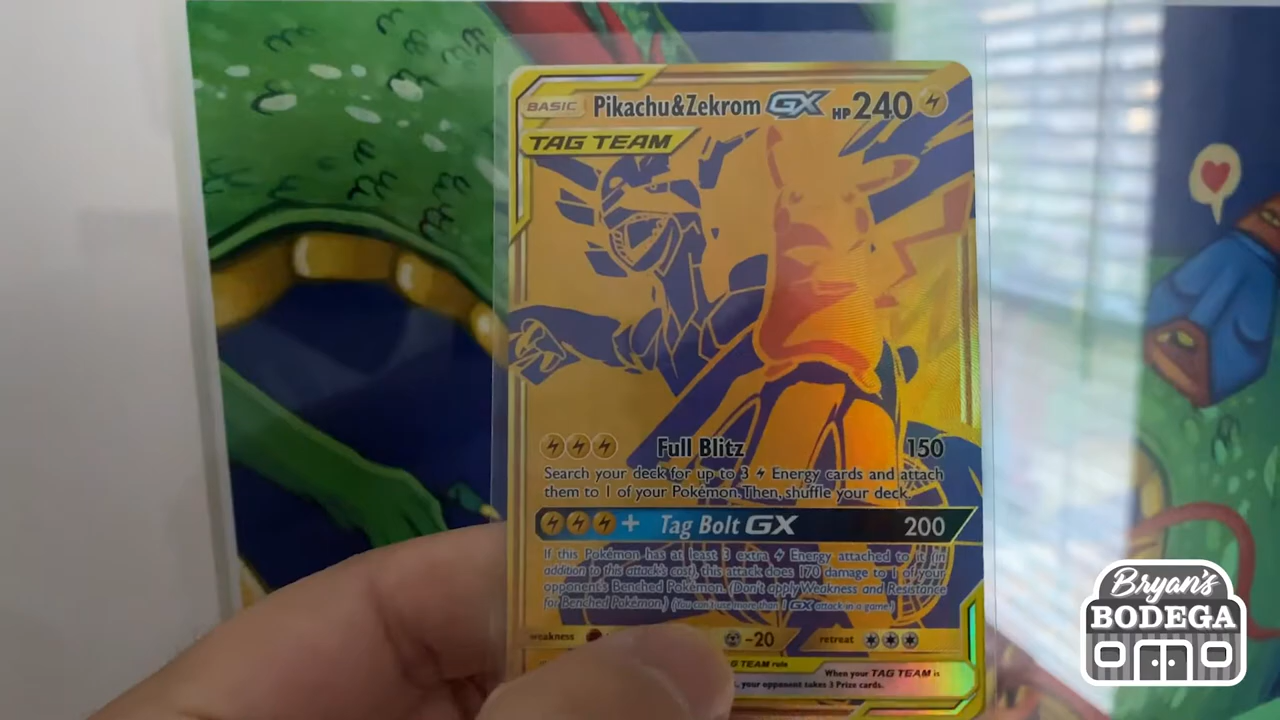 BASIC Pikachu&Zekrom GX HP 240
TAG TEAM
Full Blitz 150
Search your deck for up to 3 Energy cards and attach
them to 1 of your Pokémon. Then, shuffle your deck.
+ Tag Bolt GX 200
If this Pokémon has at least 3 extra Energy attached to it (in
addition to this attack's cost), this attack does 170 damage to 1 of your
opponent's Benched Pokémon. (Don't apply Weakness and Resistance
for Benched Pokémon.) (You can't use more than 1 GX attack in a game.)
weakness -20 retreat
TAG TEAM rule When your TAG TEAM is
, your opponent takes 3 Prize cards.
Bryan's
BODEGA